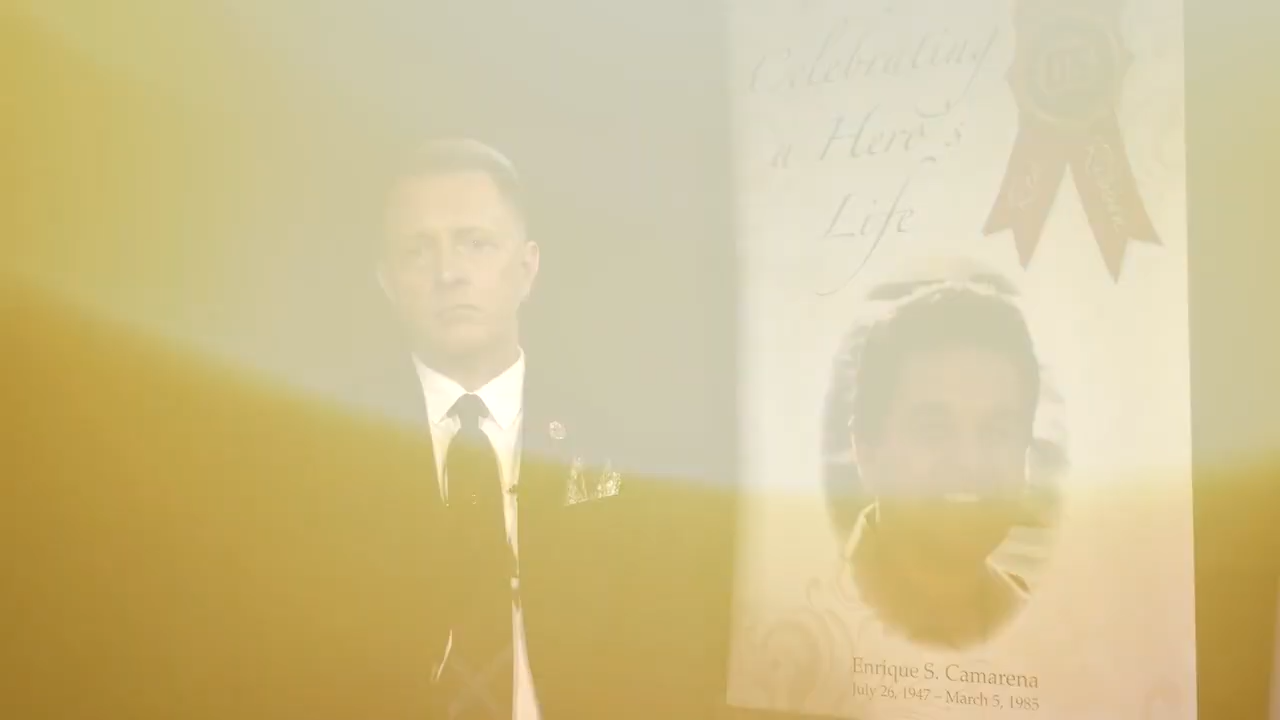 Celebrating
a Hero's
Life
Enrique S. Camarena
July 26, 1947 – March 5, 1985